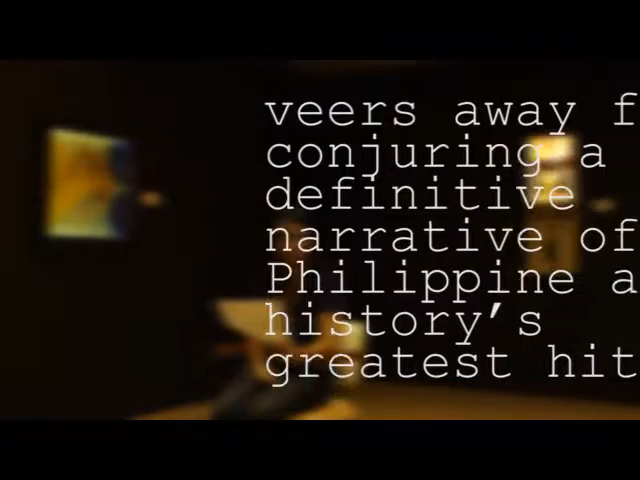 veers away f
conjuring a
definitive
narrative of
Philippine a
history’s
greatest hit